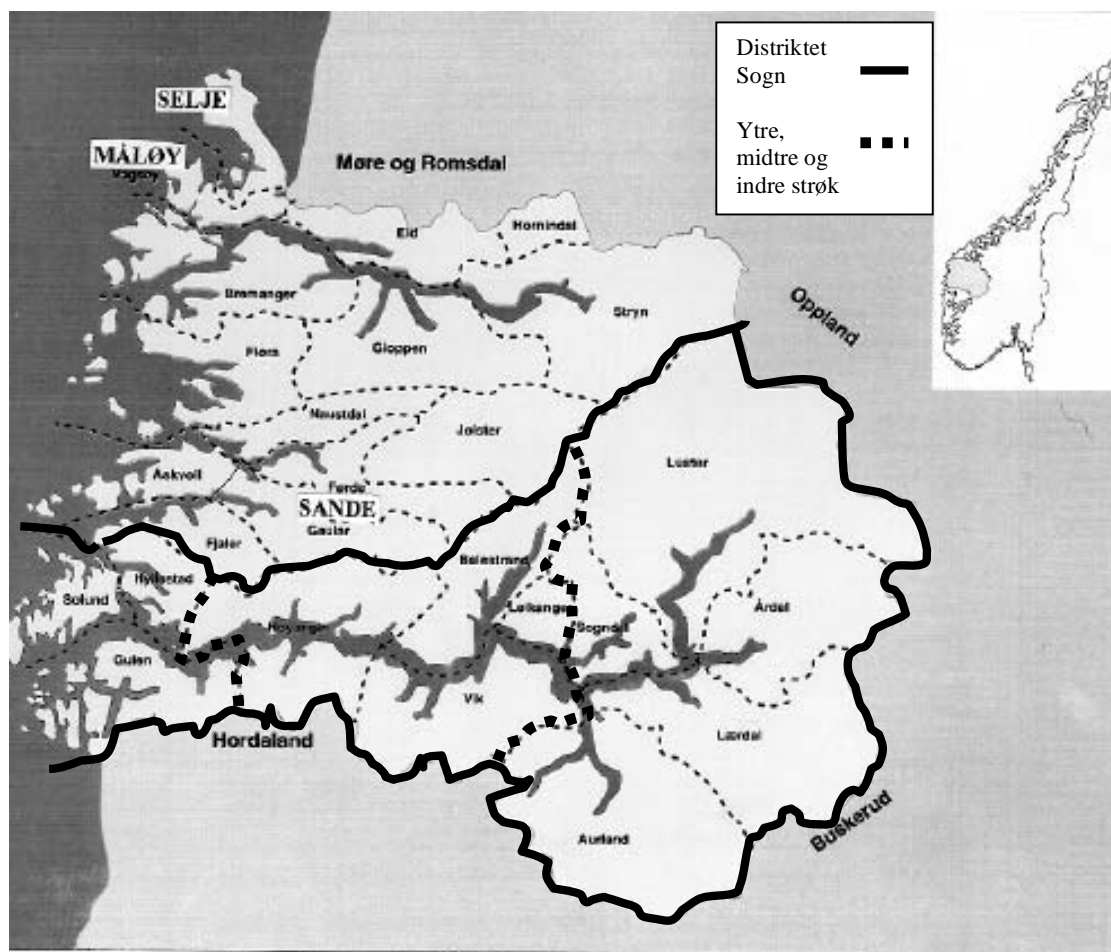 Distriktet
Sogn
Ytre,
midtre og
indre strøk
SELJE
MÅLØY
Vågsøy
Møre og Romsdal
Eid
Hornindal
Bremanger
Stryn
Oppland
Flora
Gloppen
Naustdal
Jølster
Luster
Askvoll
Førde
SANDE
Gaular
Fjaler
Balestrand
Hyllestad
Solund
Leikanger
Sogndal
Årdal
Høyanger
Gulen
Vik
Hordaland
Lærdal
Buskerud
Aurland